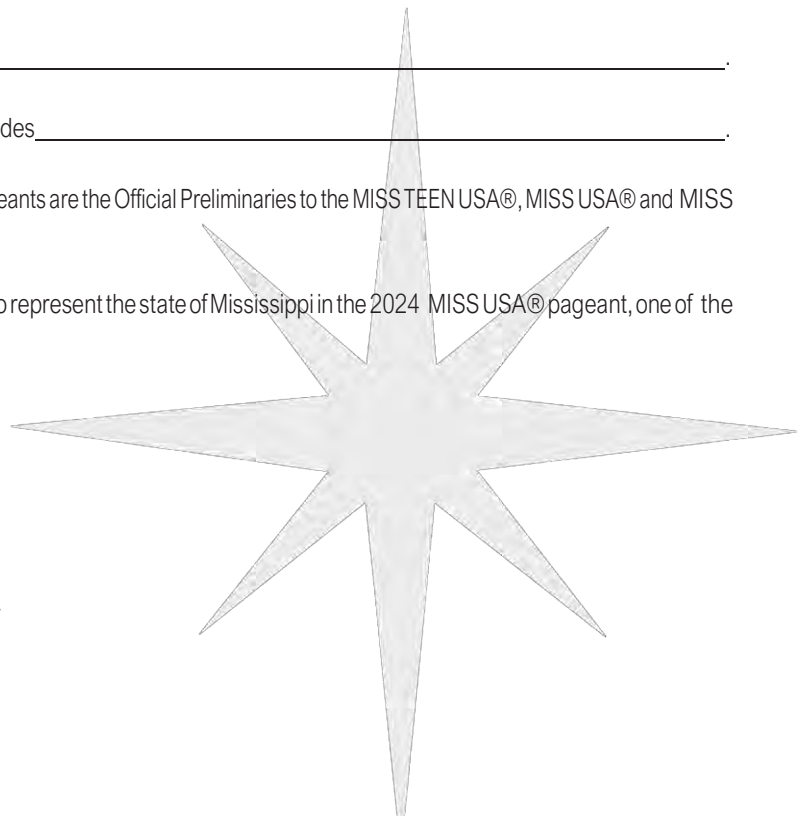 .
des.
eants are the Official Preliminaries to the MISS TEEN USA®, MISS USA® and MISS
o represent the state of Mississippi in the 2024 MISS USA® pageant, one of the